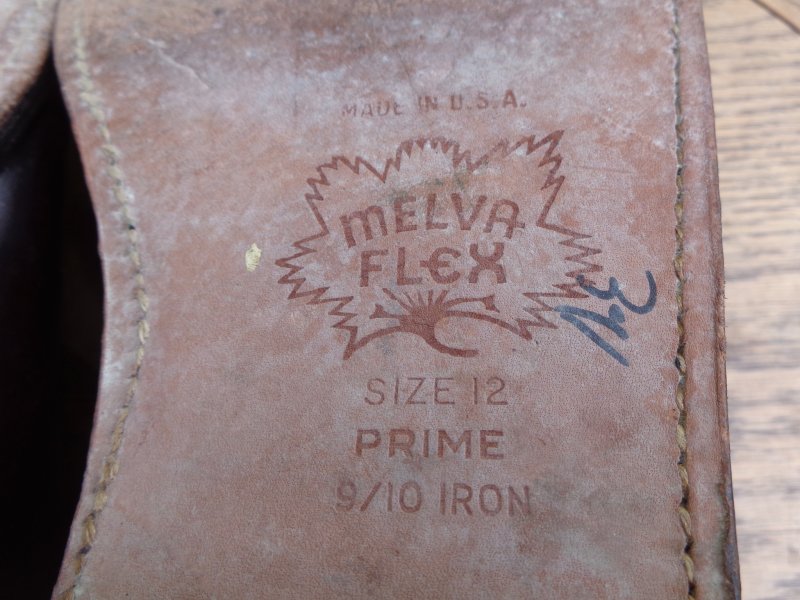 MADE IN U.S.A.
MELVA
FLEX
SIZE 12
PRIME
9/10 IRON